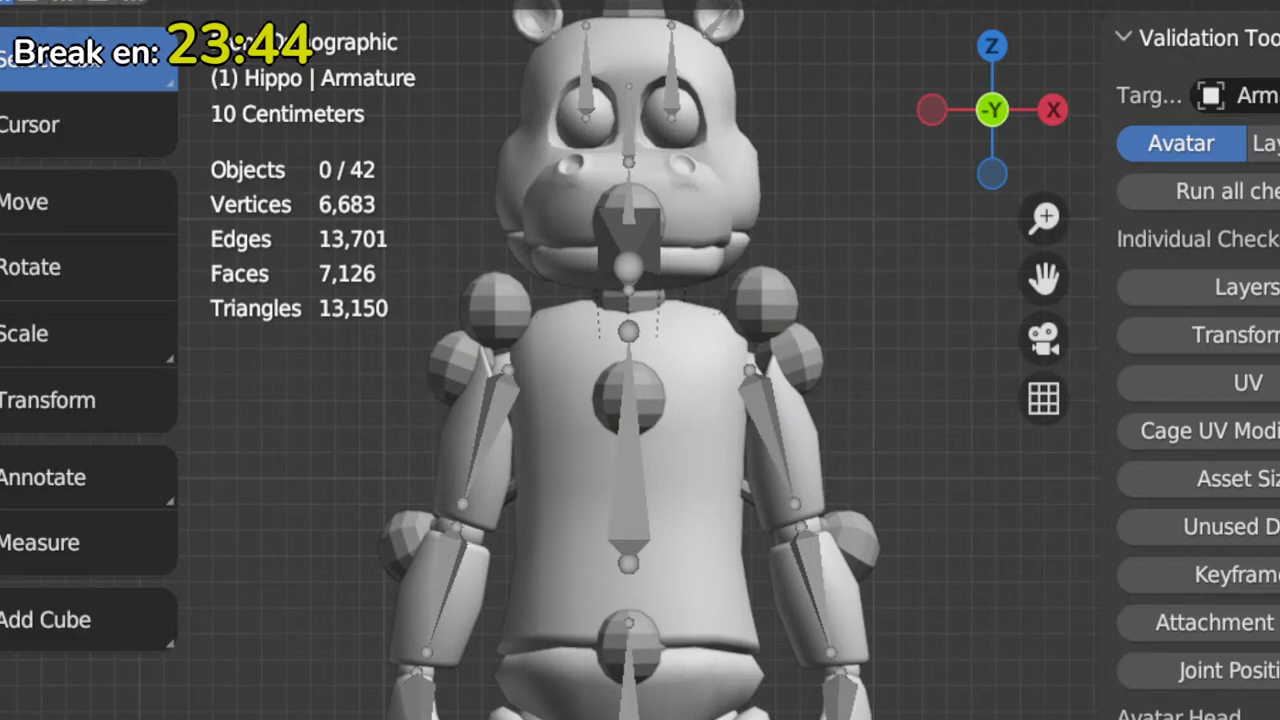 Break en: 23:44
ographic
(1) Hippo | Armature
10 Centimeters
Objects 0 / 42
Vertices 6,683
Edges 13,701
Faces 7,126
Triangles 13,150
Cursor
Move
Rotate
Scale
Transform
Annotate
Measure
Add Cube
Z
-Y
X
Validation Too
Targ... Arm
Avatar La
Run all che
Individual Check
Layers
Transform
UV
Cage UV Modi
Asset Siz
Unused D
Keyfram
Attachment
Joint Positi
Avatar Head